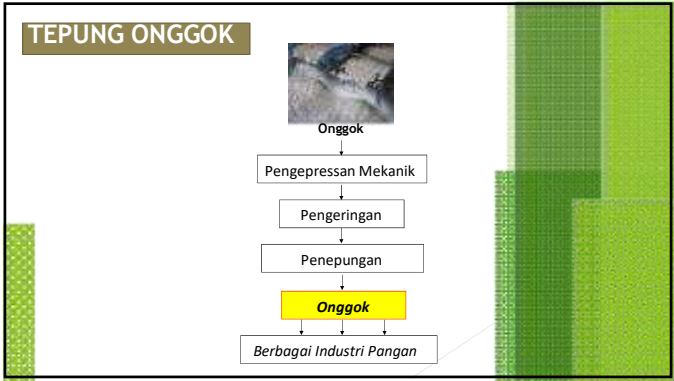 TEPUNG ONGGOK
Onggok
Pengepressan Mekanik
Pengeringan
Penepungan
Onggok
Berbagai Industri Pangan